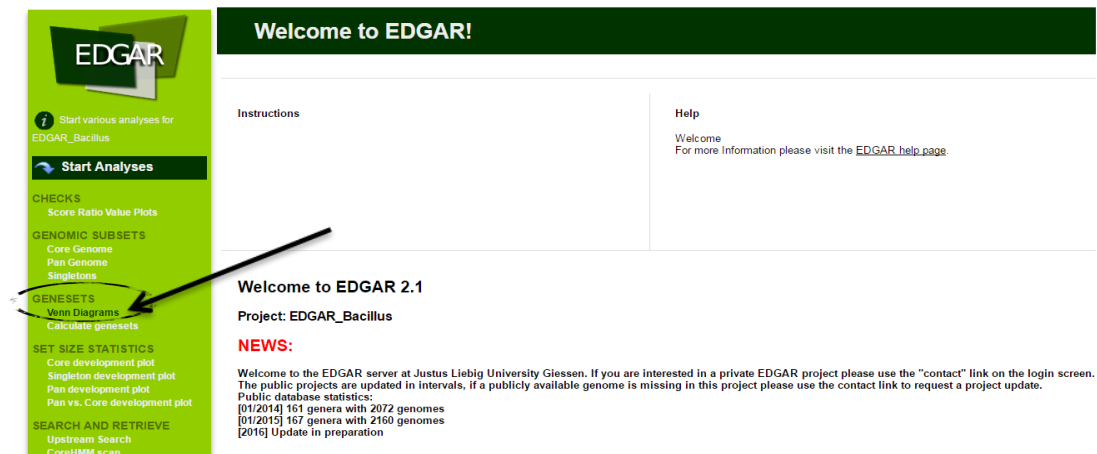 EDGAR
Start various analyses for
EDGAR_Bacillus
Start Analyses
CHECKS
Score Ratio Value Plots
GENOMIC SUBSETS
Core Genome
Pan Genome
Singletons
GENESETS
Venn Diagrams
Calculate genesets
SET SIZE STATISTICS
Core development plot
Singleton development plot
Pan development plot
Pan vs. Core development plot
SEARCH AND RETRIEVE
Upstream Search
CoreHMM scan
Welcome to EDGAR!
Instructions
Help
Welcome
For more Information please visit the EDGAR help page.
Welcome to EDGAR 2.1
Project: EDGAR_Bacillus
NEWS:
Welcome to the EDGAR server at Justus Liebig University Giessen. If you are interested in a private EDGAR project please use the "contact" link on the login screen.
The public projects are updated in intervals, if a publicly available genome is missing in this project please use the contact link to request a project update.
Public database statistics:
[01/2014] 161 genera with 2072 genomes
[01/2015] 167 genera with 2160 genomes
[2016] Update in preparation